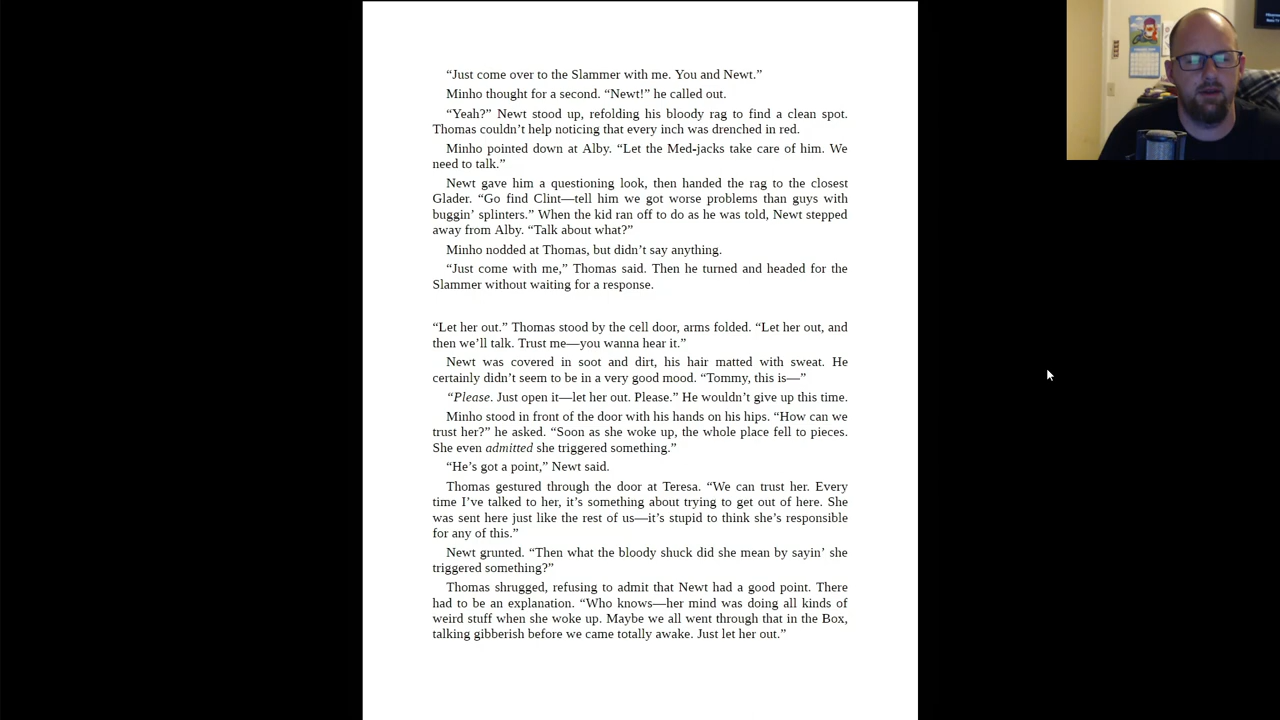 “Just come over to the Slammer with me. You and Newt.”
Minho thought for a second. “Newt!” he called out.
“Yeah?” Newt stood up, refolding his bloody rag to find a clean spot.
Thomas couldn’t help noticing that every inch was drenched in red.
Minho pointed down at Alby. “Let the Med-jacks take care of him. We
need to talk.”
Newt gave him a questioning look, then handed the rag to the closest
Glader. “Go find Clint—tell him we got worse problems than guys with
buggin’ splinters.” When the kid ran off to do as he was told, Newt stepped
away from Alby. “Talk about what?”
Minho nodded at Thomas, but didn’t say anything.
“Just come with me,” Thomas said. Then he turned and headed for the
Slammer without waiting for a response.
“Let her out.” Thomas stood by the cell door, arms folded. “Let her out, and
then we’ll talk. Trust me—you wanna hear it.”
Newt was covered in soot and dirt, his hair matted with sweat. He
certainly didn’t seem to be in a very good mood. “Tommy, this is—”
“Please. Just open it—let her out. Please.” He wouldn’t give up this time.
Minho stood in front of the door with his hands on his hips. “How can we
trust her?” he asked. “Soon as she woke up, the whole place fell to pieces.
She even admitted she triggered something.”
“He’s got a point,” Newt said.
Thomas gestured through the door at Teresa. “We can trust her. Every
time I’ve talked to her, it’s something about trying to get out of here. She
was sent here just like the rest of us—it’s stupid to think she’s responsible
for any of this.”
Newt grunted. “Then what the bloody shuck did she mean by sayin’ she
triggered something?”
Thomas shrugged, refusing to admit that Newt had a good point. There
had to be an explanation. “Who knows—her mind was doing all kinds of
weird stuff when she woke up. Maybe we all went through that in the Box,
talking gibberish before we came totally awake. Just let her out.”